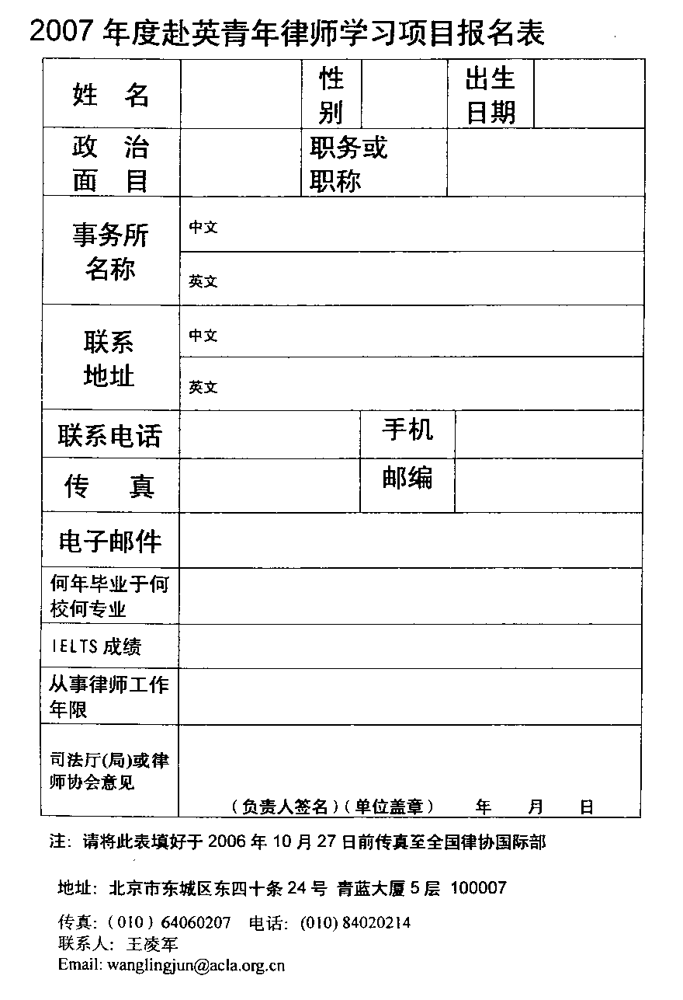 2007 年度赴英青年律师学习项目报名表
姓 名
性
别
出生
日期
政 治
面 目
职务或
职称
事务所
名称
中文
英文
联系
地址
中文
英文
联系电话
手机
传 真
邮编
电子邮件
何年毕业于何
校何专业
IELTS 成绩
从事律师工作
年限
司法厅(局)或律
师协会意见
(负责人签名)(单位盖章) 年 月 日
注: 请将此表填好于 2006 年 10 月 27 日前传真至全国律协国际部
地址: 北京市东城区东四十条 24 号 青蓝大厦 5 层 100007
传真: (010) 64060207 电话: (010) 84020214
联系人: 王凌军
Email: wanglingjun@acla.org.cn